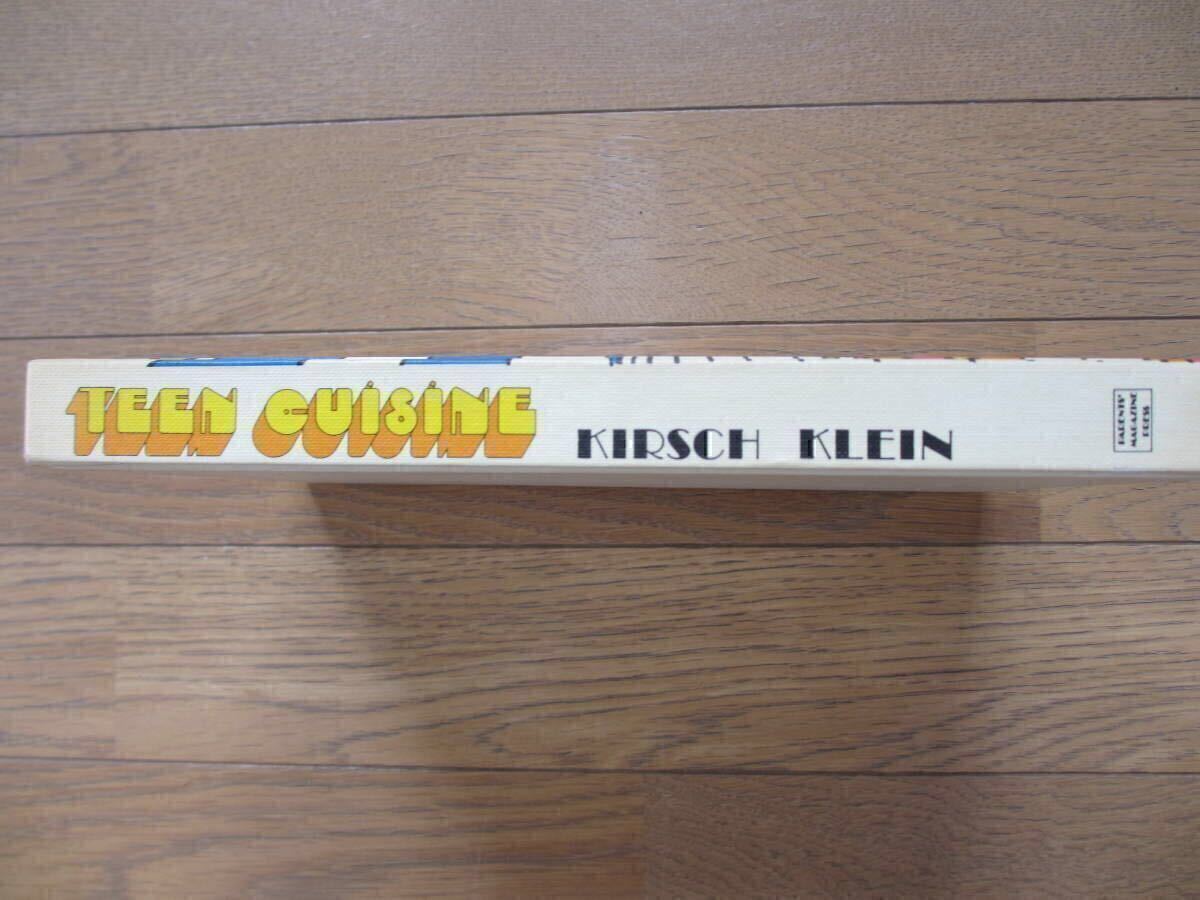 TEEN CUISINE
KIRSCH KLEIN
PARENTS'
MAGAZINE
PRESS